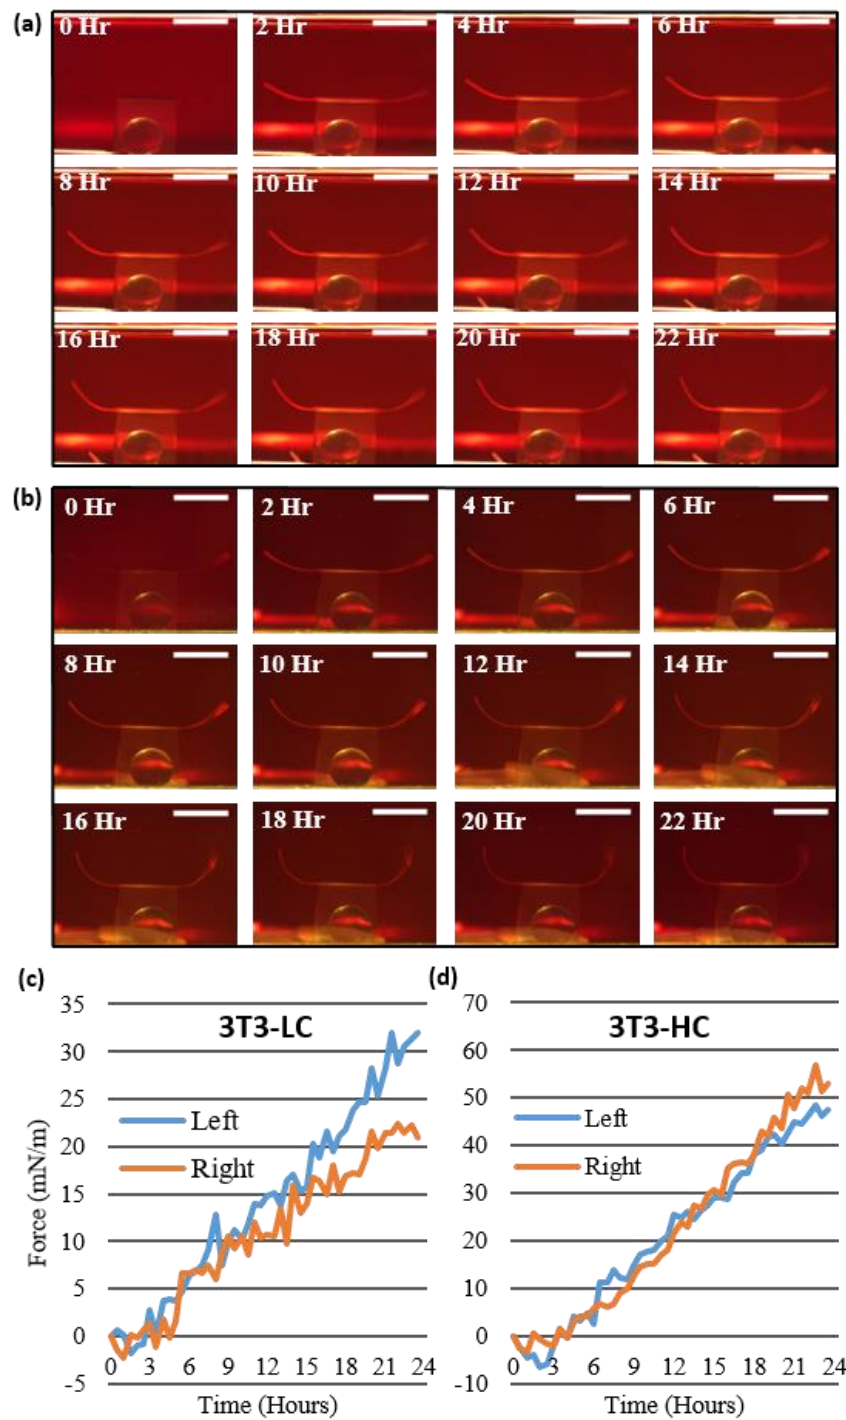 (a)
0 Hr 2 Hr 4 Hr 6 Hr
8 Hr 10 Hr 12 Hr 14 Hr
16 Hr 18 Hr 20 Hr 22 Hr
(b)
0 Hr 2 Hr 4 Hr 6 Hr
8 Hr 10 Hr 12 Hr 14 Hr
16 Hr 18 Hr 20 Hr 22 Hr
(c)
3T3-LC
35
30
25
20
15
10
5
0
-5
Force (mN/m)
Left
Right
0 3 6 9 12 15 18 21 24
Time (Hours)
(d)
3T3-HC
70
60
50
40
30
20
10
0
-10
Left
Right
0 3 6 9 12 15 18 21 24
Time (Hours)